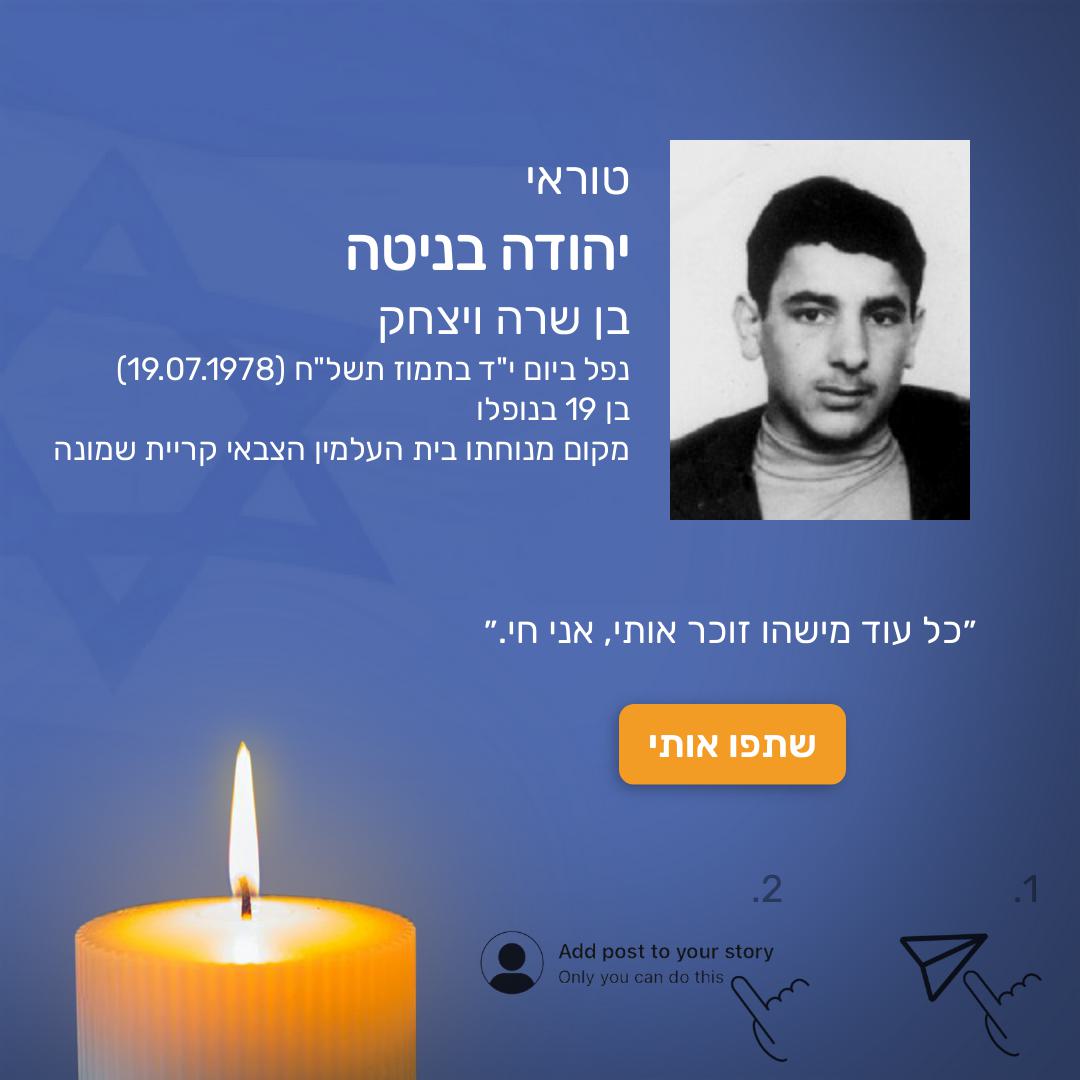 טוראי
יהודה בניטה
בן שרה ויצחק
נפל ביום י"ד בתמוז תשל"ח (19.07.1978)
בן 19 בנופלו
מקום מנוחתו בית העלמין הצבאי קריית שמונה
״כל עוד מישהו זוכר אותי, אני חי.״
שתפו אותי
1.
2.
Add post to your story
Only you can do this